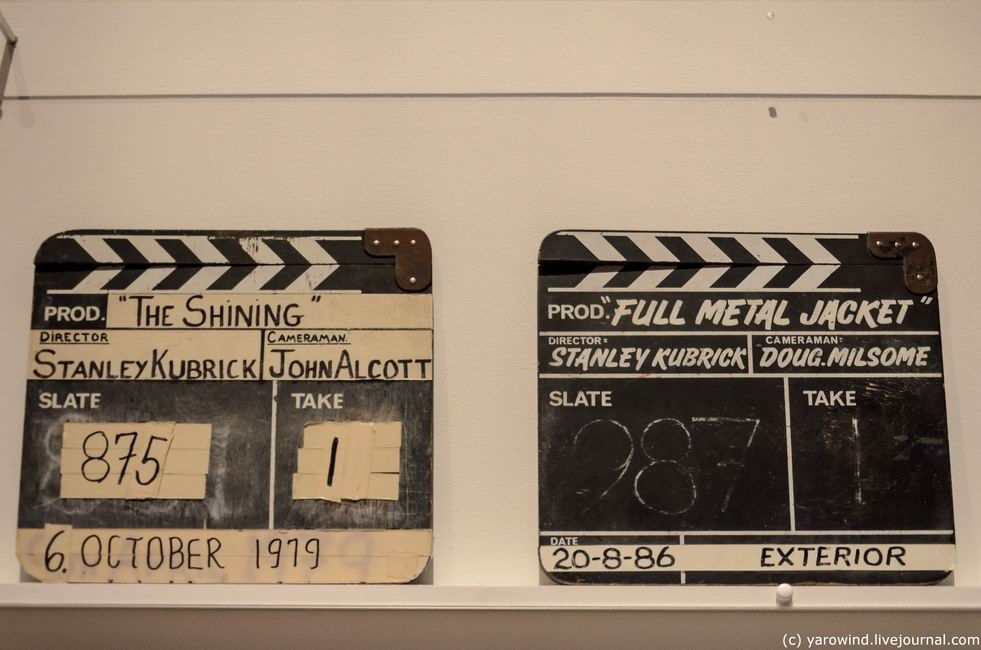 PROD. "THE SHINING"
DIRECTOR CAMERAMAN.
STANLEY KUBRICK JOHN ALCOTT
SLATE TAKE
875 1
6. OCTOBER 1979
PROD. "FULL METAL JACKET"
DIRECTOR: CAMERAMAN:
STANLEY KUBRICK DOUG. MILSOME
SLATE TAKE
287 1
DATE
20-8-86 EXTERIOR
(c) yarowind.livejournal.com